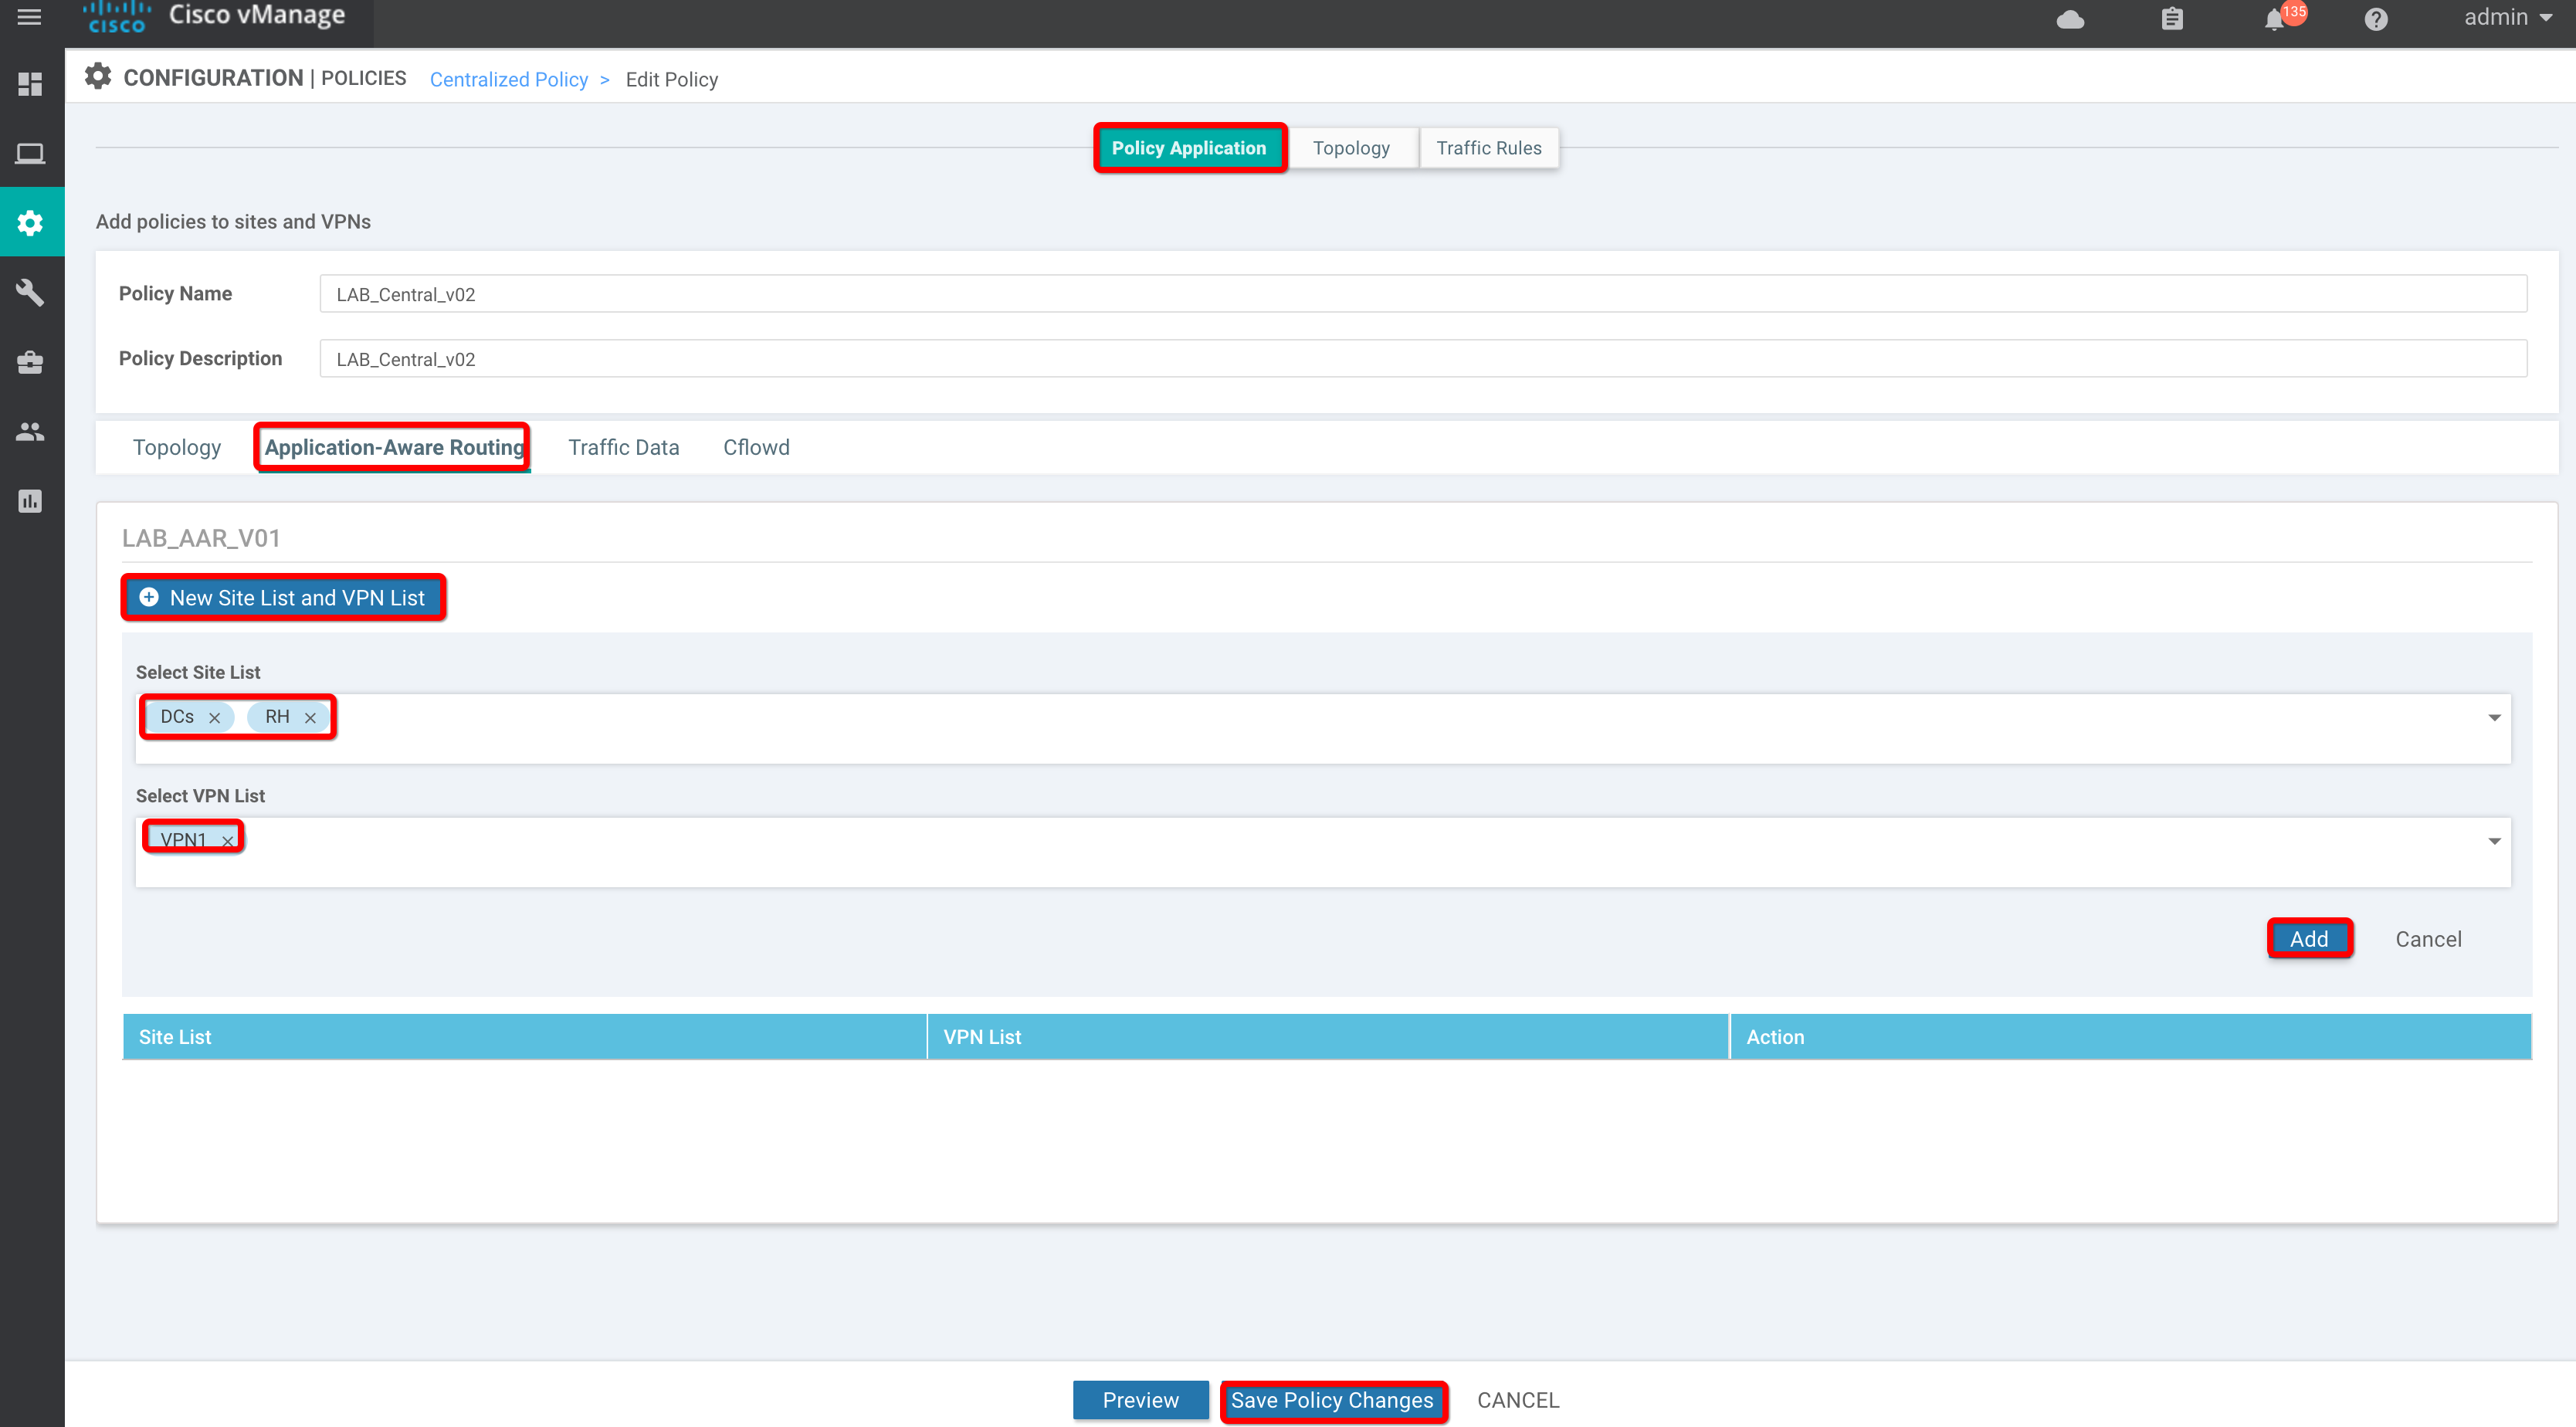 CISCO
Cisco vManage
135
admin
CONFIGURATION | POLICIES Centralized Policy > Edit Policy
Policy Application Topology Traffic Rules
Add policies to sites and VPNs
Policy Name LAB_Central_v02
Policy Description LAB_Central_v02
Topology Application-Aware Routing Traffic Data Cflowd
LAB_AAR_V01
New Site List and VPN List
Select Site List
DCs × RH ×
Select VPN List
VPN1 ×
Add Cancel
Site List VPN List Action
Preview Save Policy Changes CANCEL